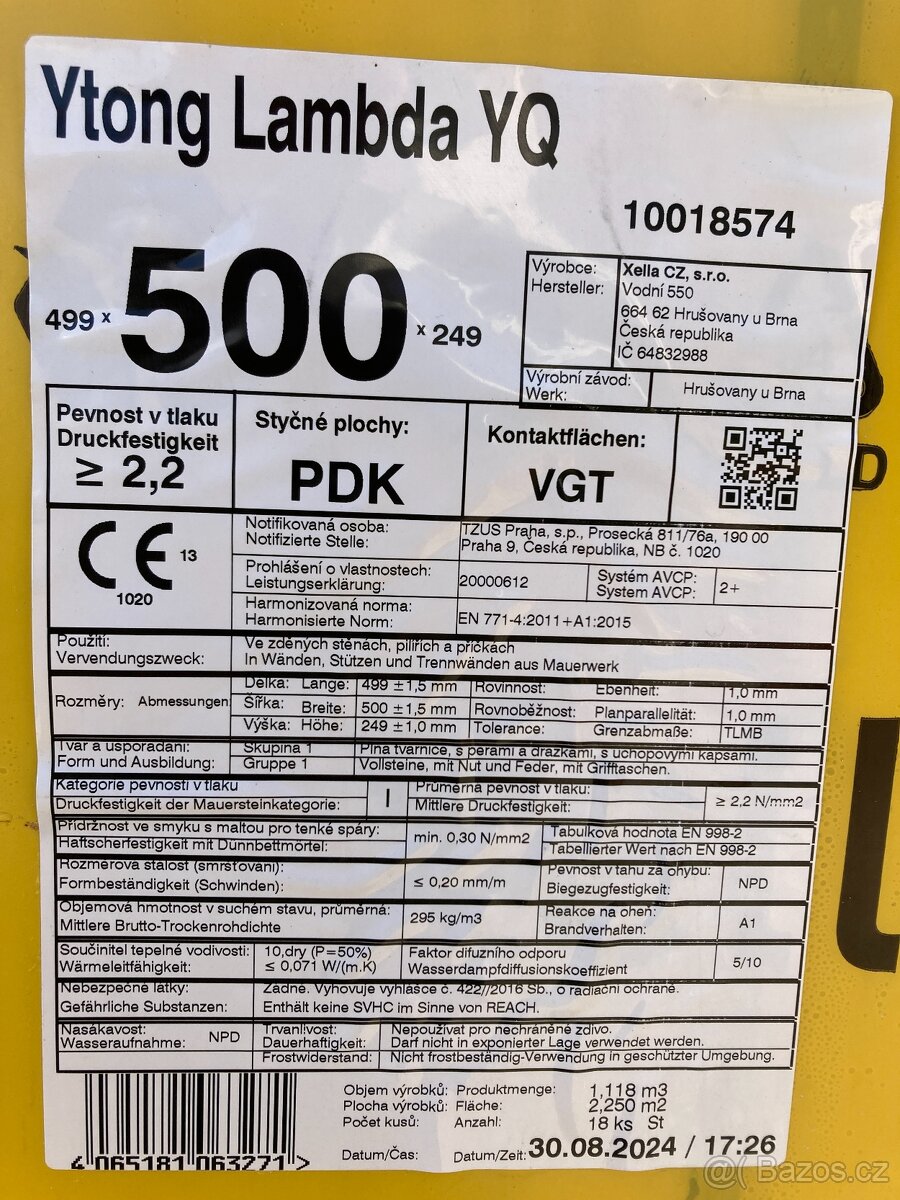 Ytong Lambda YQ
10018574
499 x 500 x 249
Výrobce: Xella CZ, s.r.o.
Hersteller: Vodní 550
664 62 Hrušovany u Brna
Česká republika
IČ 64832988
Výrobní závod: Hrušovany u Brna
Werk:
Pevnost v tlaku
Druckfestigkeit
≥ 2,2
Styčné plochy:
PDK
Kontaktflächen:
VGT
D
CE 13
1020
Notifikovaná osoba:
Notifizierte Stelle:
TZUS Praha, s.p., Prosecká 811/76a, 190 00
Praha 9, Česká republika, NB č. 1020
Prohlášení o vlastnostech:
Leistungserklärung:
20000612
Systém AVCP:
System AVCP:
2+
Harmonizovaná norma:
Harmonisierte Norm:
EN 771-4:2011+A1:2015
Použití:
Vervendungszweck:
Ve zděných stěnách, pilířích a příčkách
In Wänden, Stützen und Trennwänden aus Mauerwerk
Rozměry: Abmessungen
Délka: Länge: 499 ±1,5 mm
Šířka: Breite: 500 ±1,5 mm
Výška: Höhe: 249 ±1,0 mm
Rovinnost: Ebenheit: 1,0 mm
Rovnoběžnost: Planparallelität: 1,0 mm
Tolerance: Grenzabmaße: TLMB
Tvar a uspořádání:
Form und Ausbildung:
Skupina 1
Gruppe 1
Plná tvárnice, s pérami a drážkami, s úchopovými kapsami.
Vollsteine, mit Nut und Feder, mit Grifftaschen.
Kategorie pevnosti v tlaku
Druckfestigkeit der Mauersteinkategorie:
I
Průměrná pevnost v tlaku:
Mittlere Druckfestigkeit:
≥ 2,2 N/mm2
Přídržnost ve smyku s maltou pro tenké spáry:
Haftscherfestigkeit mit Dünnbettmörtel:
min. 0,30 N/mm2
Tabulková hodnota EN 998-2
Tabellierter Wert nach EN 998-2
Rozměrová stálost (smršťování):
Formbeständigkeit (Schwinden):
≤ 0,20 mm/m
Pevnost v tahu za ohybu:
Biegezugfestigkeit:
NPD
Objemová hmotnost v suchém stavu, průměrná:
Mittlere Brutto-Trockenrohdichte
295 kg/m3
Reakce na oheň:
Brandverhalten:
A1
Součinitel tepelné vodivosti:
Wärmeleitfähigkeit:
10,dry (P=50%)
≤ 0,071 W/(m.K)
Faktor difuzního odporu
Wasserdampfdiffusionskoeffizient
5/10
Nebezpečné látky:
Gefährliche Substanzen:
Žádné. Vyhovuje vyhlášce č. 422//2016 Sb., o radiační ochraně.
Enthält keine SVHC im Sinne von REACH.
Nasákavost:
Wasseraufnahme:
NPD
Trvanlivost:
Dauerhaftigkeit:
Frostwiderstand:
Nepoužívat pro nechráněné zdivo.
Darf nicht in exponierter Lage verwendet werden.
Nicht frostbeständig-Verwendung in geschützter Umgebung.
Objem výrobků: Produktmenge: 1,118 m3
Plocha výrobků: Fläche: 2,250 m2
Počet kusů: Anzahl: 18 ks St
Datum/Čas: Datum/Zeit: 30.08.2024 / 17:26
4 065181 063271 >
@ Bazos.cz